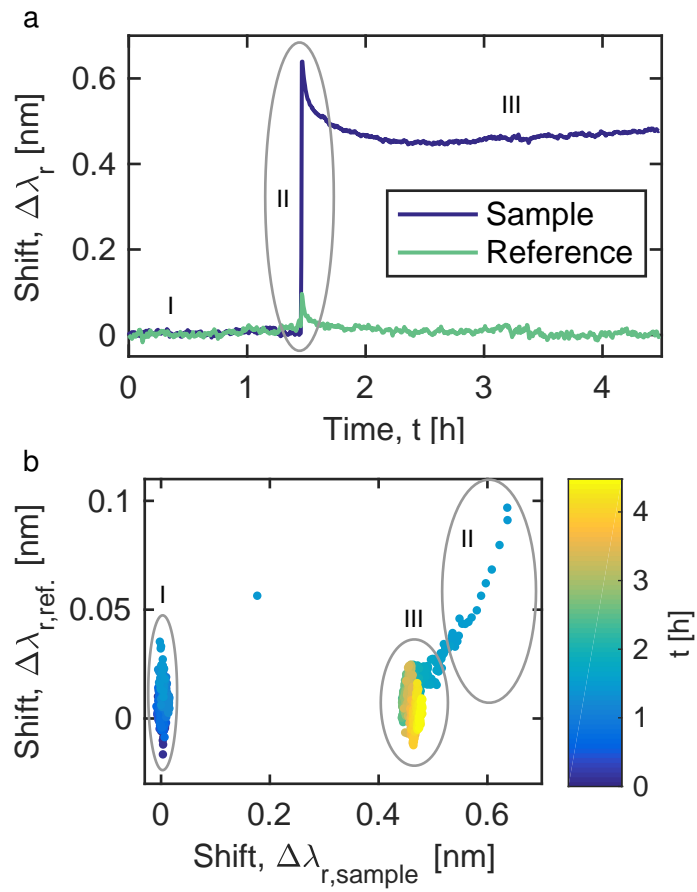 a
0.6
0.4
0.2
0
Shift, Δλr [nm]
I
II
III
Sample
Reference
0 1 2 3 4
Time, t [h]
b
0.1
0.05
0
Shift, Δλr,ref. [nm]
I
II
III
0 0.2 0.4 0.6
Shift, Δλr,sample [nm]
4
3
2
1
0
t [h]